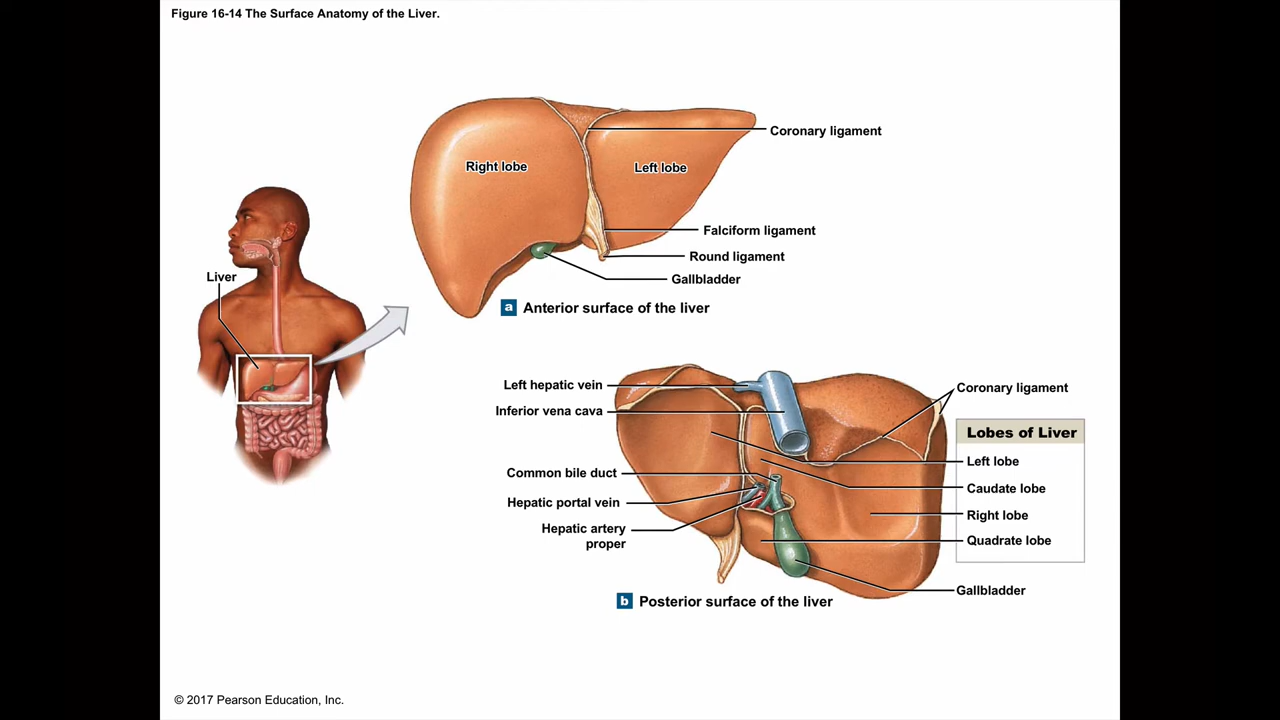 Figure 16-14 The Surface Anatomy of the Liver.
Coronary ligament
Right lobe
Left lobe
Falciform ligament
Round ligament
Gallbladder
Liver
a Anterior surface of the liver
Left hepatic vein
Inferior vena cava
Common bile duct
Hepatic portal vein
Hepatic artery
proper
Coronary ligament
Lobes of Liver
Left lobe
Caudate lobe
Right lobe
Quadrate lobe
Gallbladder
b Posterior surface of the liver
© 2017 Pearson Education, Inc.